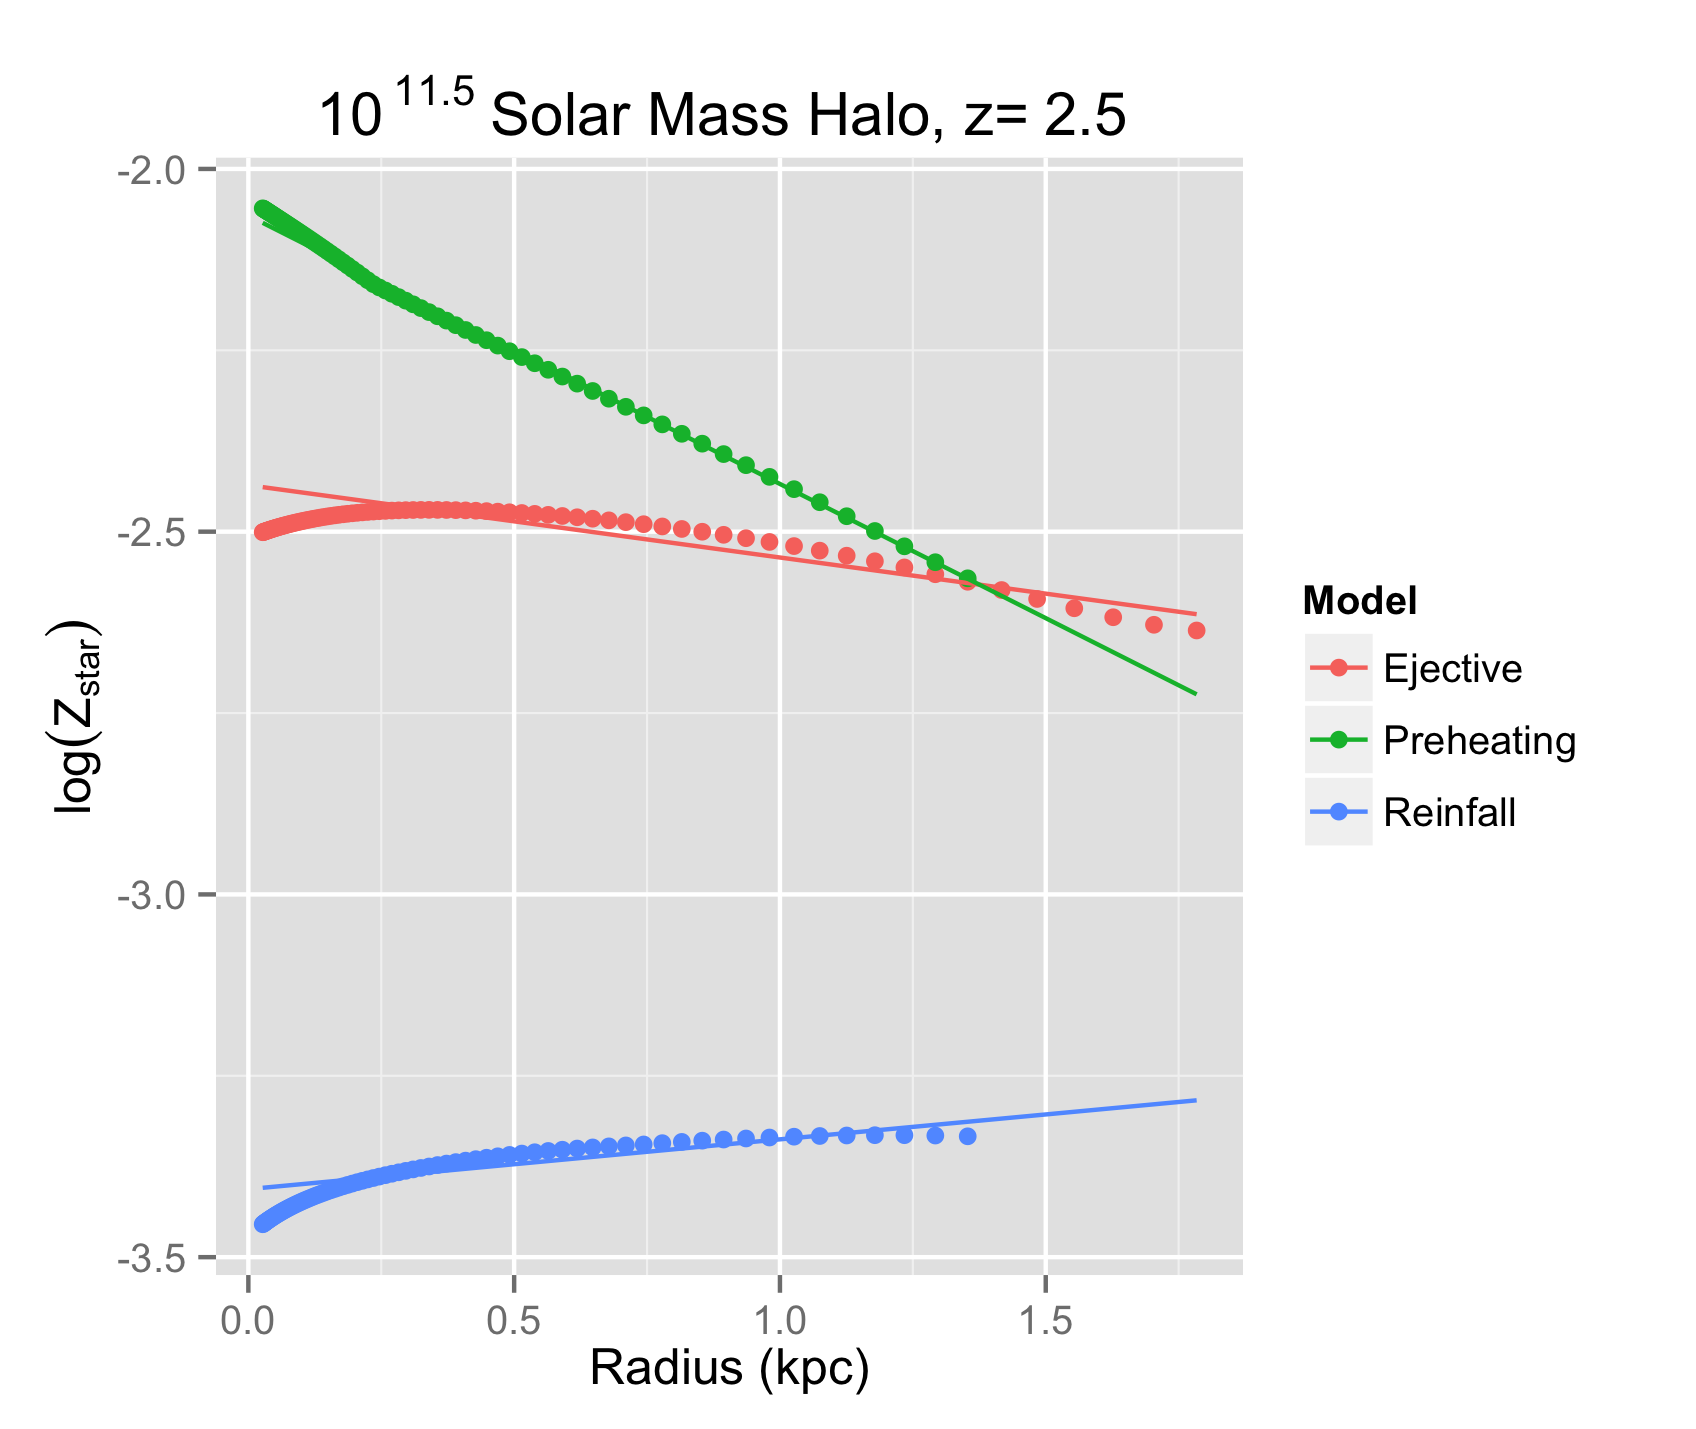 10 11.5 Solar Mass Halo, z= 2.5
-2.0
-2.5
-3.0
-3.5
log(Zstar)
0.0 0.5 1.0 1.5
Radius (kpc)
Model
Ejective
Preheating
Reinfall